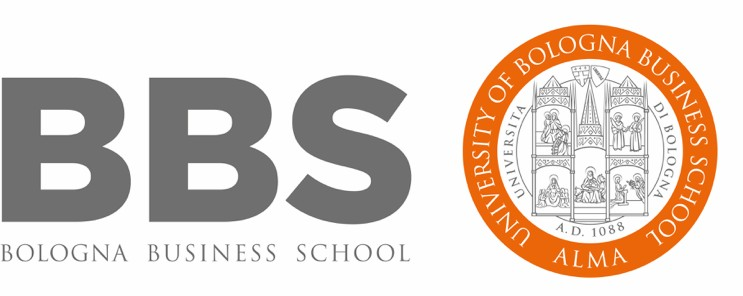 BBS
BOLOGNA BUSINESS SCHOOL
UNIVERSITY OF BOLOGNA BUSINESS SCHOOL
ALMA
UNIVERSITA
DI BOLOGNA
A.D. 1088